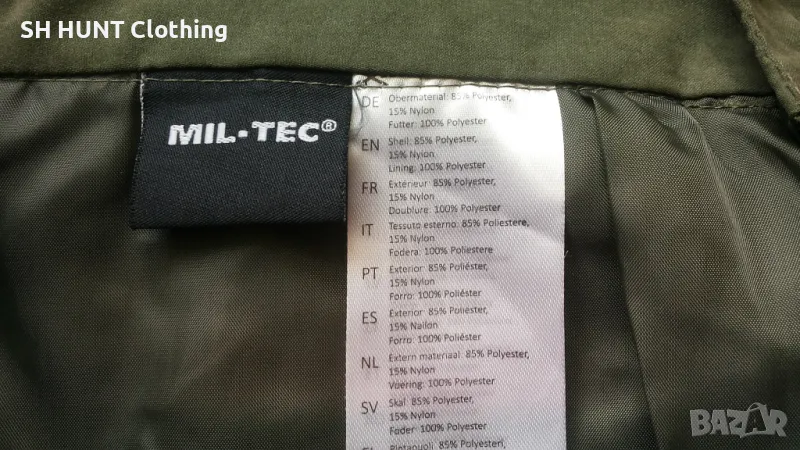 SH HUNT Clothing
MIL-TEC®
DE Obermaterial: 85% Polyester,
15% Nylon
Futter: 100% Polyester
EN Shell: 85% Polyester,
15% Nylon
Lining: 100% Polyester
FR Exterieur: 85% Polyester,
15% Nylon
Doublure: 100% Polyester
IT Tessuto esterno: 85% Poliestere,
15% Nylon
Fodera: 100% Poliestere
PT Exterior: 85% Poliéster,
15% Nylon
Forro: 100% Poliéster
ES Exterior: 85% Poliéster,
15% Nailon
Forro: 100% Poliéster
NL Extern materiaal: 85% Polyester,
15% Nylon
Voering: 100% Polyester
SV Skal: 85% Polyester,
15% Nylon
Foder: 100% Polyester
Pintapuoli: 85% Polyesteri,
BAZAR